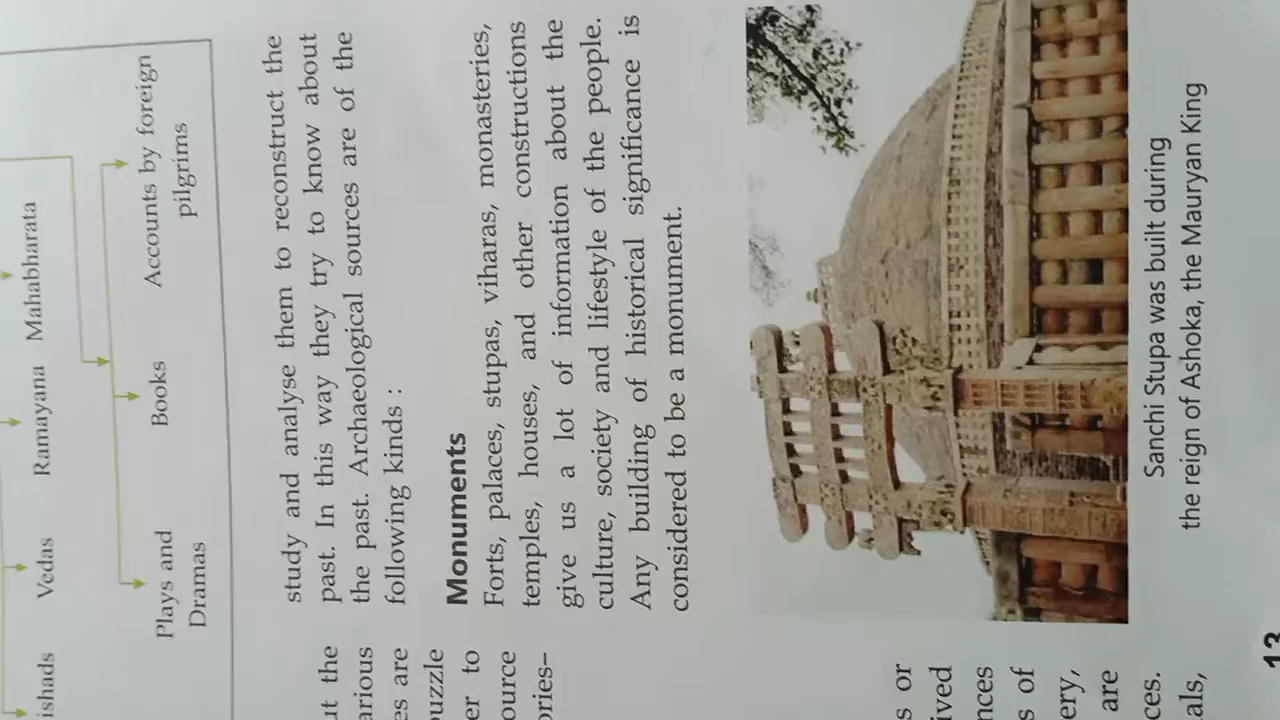 ishads Vedas Ramayana Mahabharata
Plays and Books Accounts by foreign
Dramas pilgrims
ut the
arious
es are
puzzle
er to
ource
ories–
s or
ived
nces
s of
ery,
are
ces.
als,
study and analyse them to reconstruct the
past. In this way they try to know about
the past. Archaeological sources are of the
following kinds :
Monuments
Forts, palaces, stupas, viharas, monasteries,
temples, houses, and other constructions
give us a lot of information about the
culture, society and lifestyle of the people.
Any building of historical significance is
considered to be a monument.
Sanchi Stupa was built during
the reign of Ashoka, the Mauryan King
13